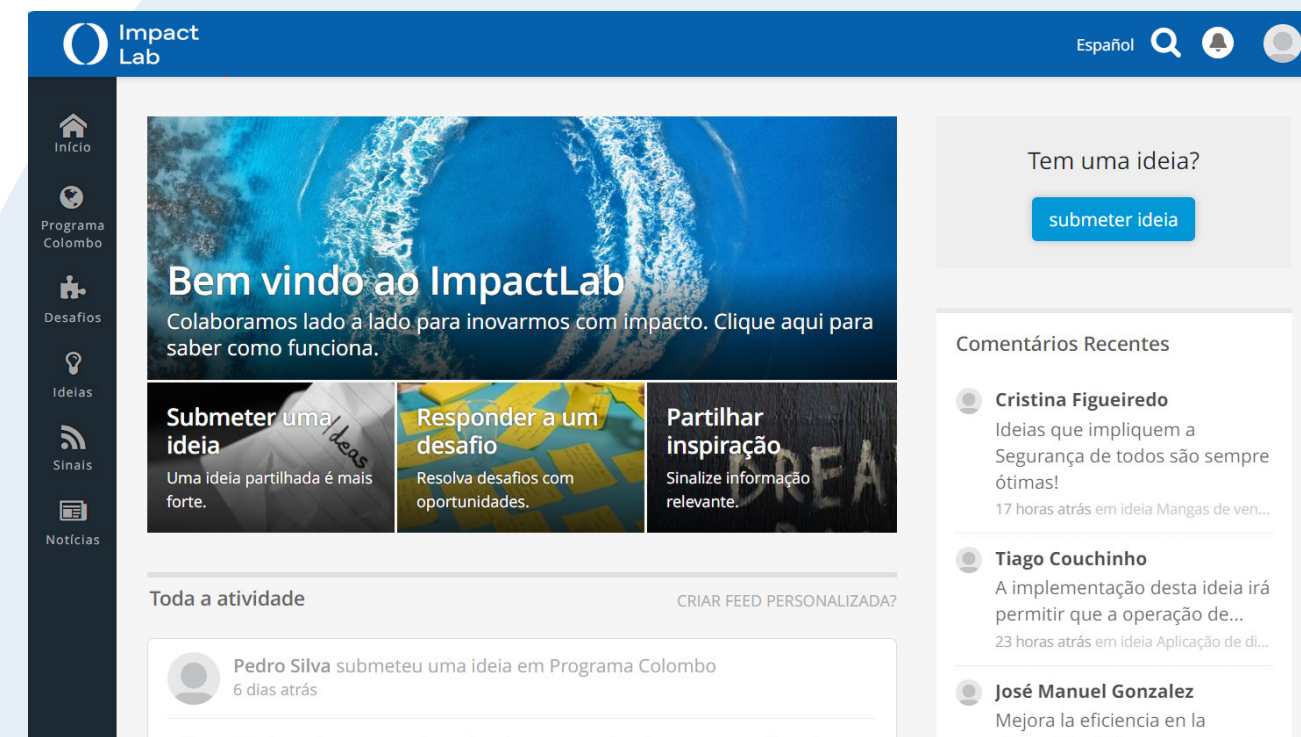 Impact
Lab
Español
Início
Programa
Colombo
Desafios
Ideias
Sinais
Notícias
Bem vindo ao ImpactLab
Colaboramos lado a lado para inovarmos com impacto. Clique aqui para
saber como funciona.
Submeter uma
ideia
Uma ideia partilhada é mais
forte.
Ideas
Responder a um
desafio
Resolva desafios com
oportunidades.
Partilhar
inspiração
Sinalize informação
relevante.
BREA
Toda a atividade
CRIAR FEED PERSONALIZADA?
Pedro Silva submeteu uma ideia em Programa Colombo
6 dias atrás
Tem uma ideia?
submeter ideia
Comentários Recentes
Cristina Figueiredo
Ideias que impliquem a
Segurança de todos são sempre
ótimas!
17 horas atrás em ideia Mangas de ven...
Tiago Couchinho
A implementação desta ideia irá
permitir que a operação de...
23 horas atrás em ideia Aplicação de di...
José Manuel Gonzalez
Mejora la eficiencia en la